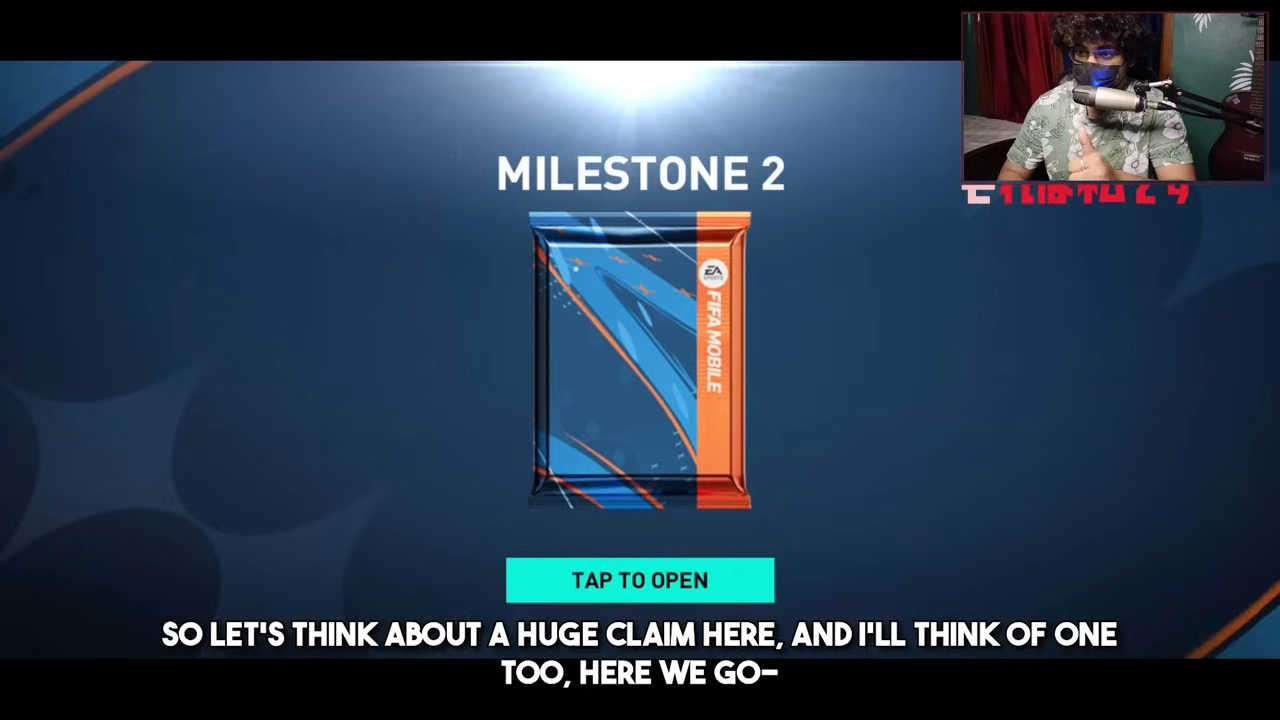 MILESTONE 2
EA
SPORTS
FIFA MOBILE
TAP TO OPEN
SO LET'S THINK ABOUT A HUGE CLAIM HERE, AND I'LL THINK OF ONE
TOO, HERE WE GO-